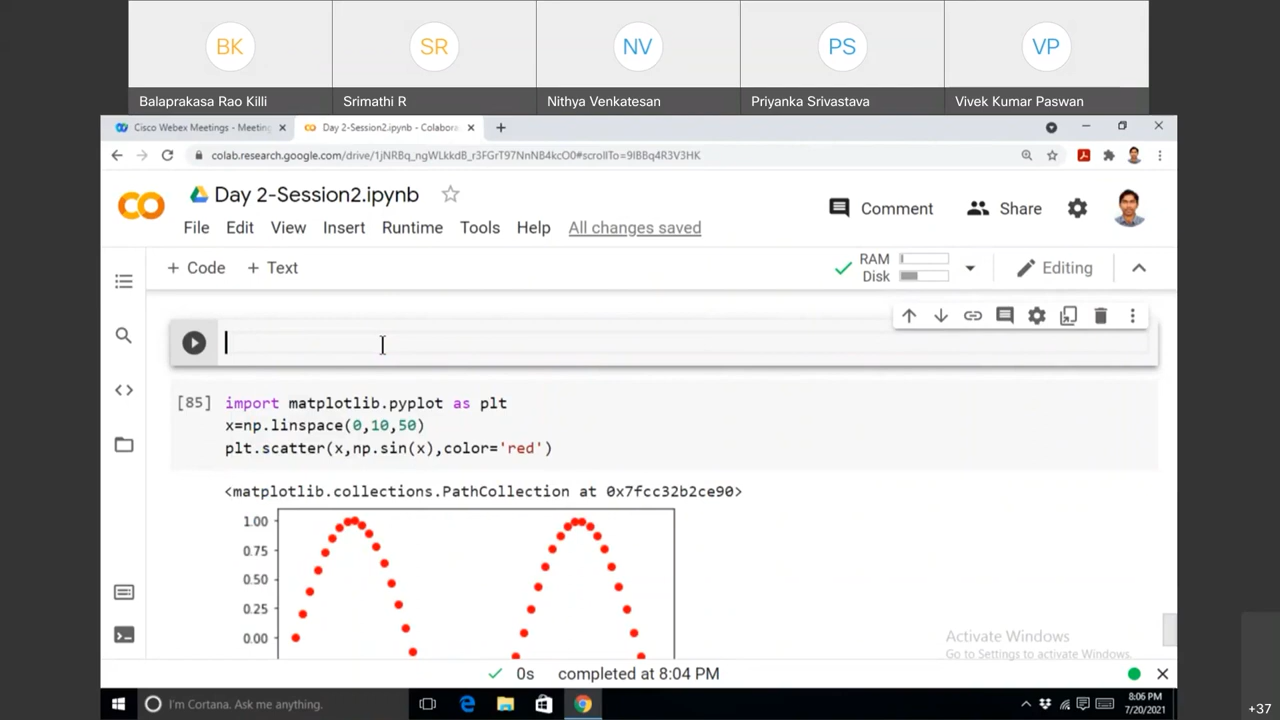 BK
SR
NV
PS
VP
Balaprakasa Rao Killi
Srimathi R
Nithya Venkatesan
Priyanka Srivastava
Vivek Kumar Paswan
Cisco Webex Meetings - Meeting
Day 2-Session2.ipynb - Colabora
colab.research.google.com/drive/1jNRBq_ngWLkkdB_r3FGrT97NnNB4kcO0#scrollTo=9IBBq4R3V3HK
Day 2-Session2.ipynb
Comment
Share
File Edit View Insert Runtime Tools Help All changes saved
+ Code + Text
RAM
Disk
Editing
[85] import matplotlib.pyplot as plt
x=np.linspace(0,10,50)
plt.scatter(x,np.sin(x),color='red')
<matplotlib.collections.PathCollection at 0x7fcc32b2ce90>
1.00
0.75
0.50
0.25
0.00
Activate Windows
Go to Settings to activate Windows.
0s completed at 8:04 PM
I'm Cortana. Ask me anything.
8:06 PM
7/20/2021
+37